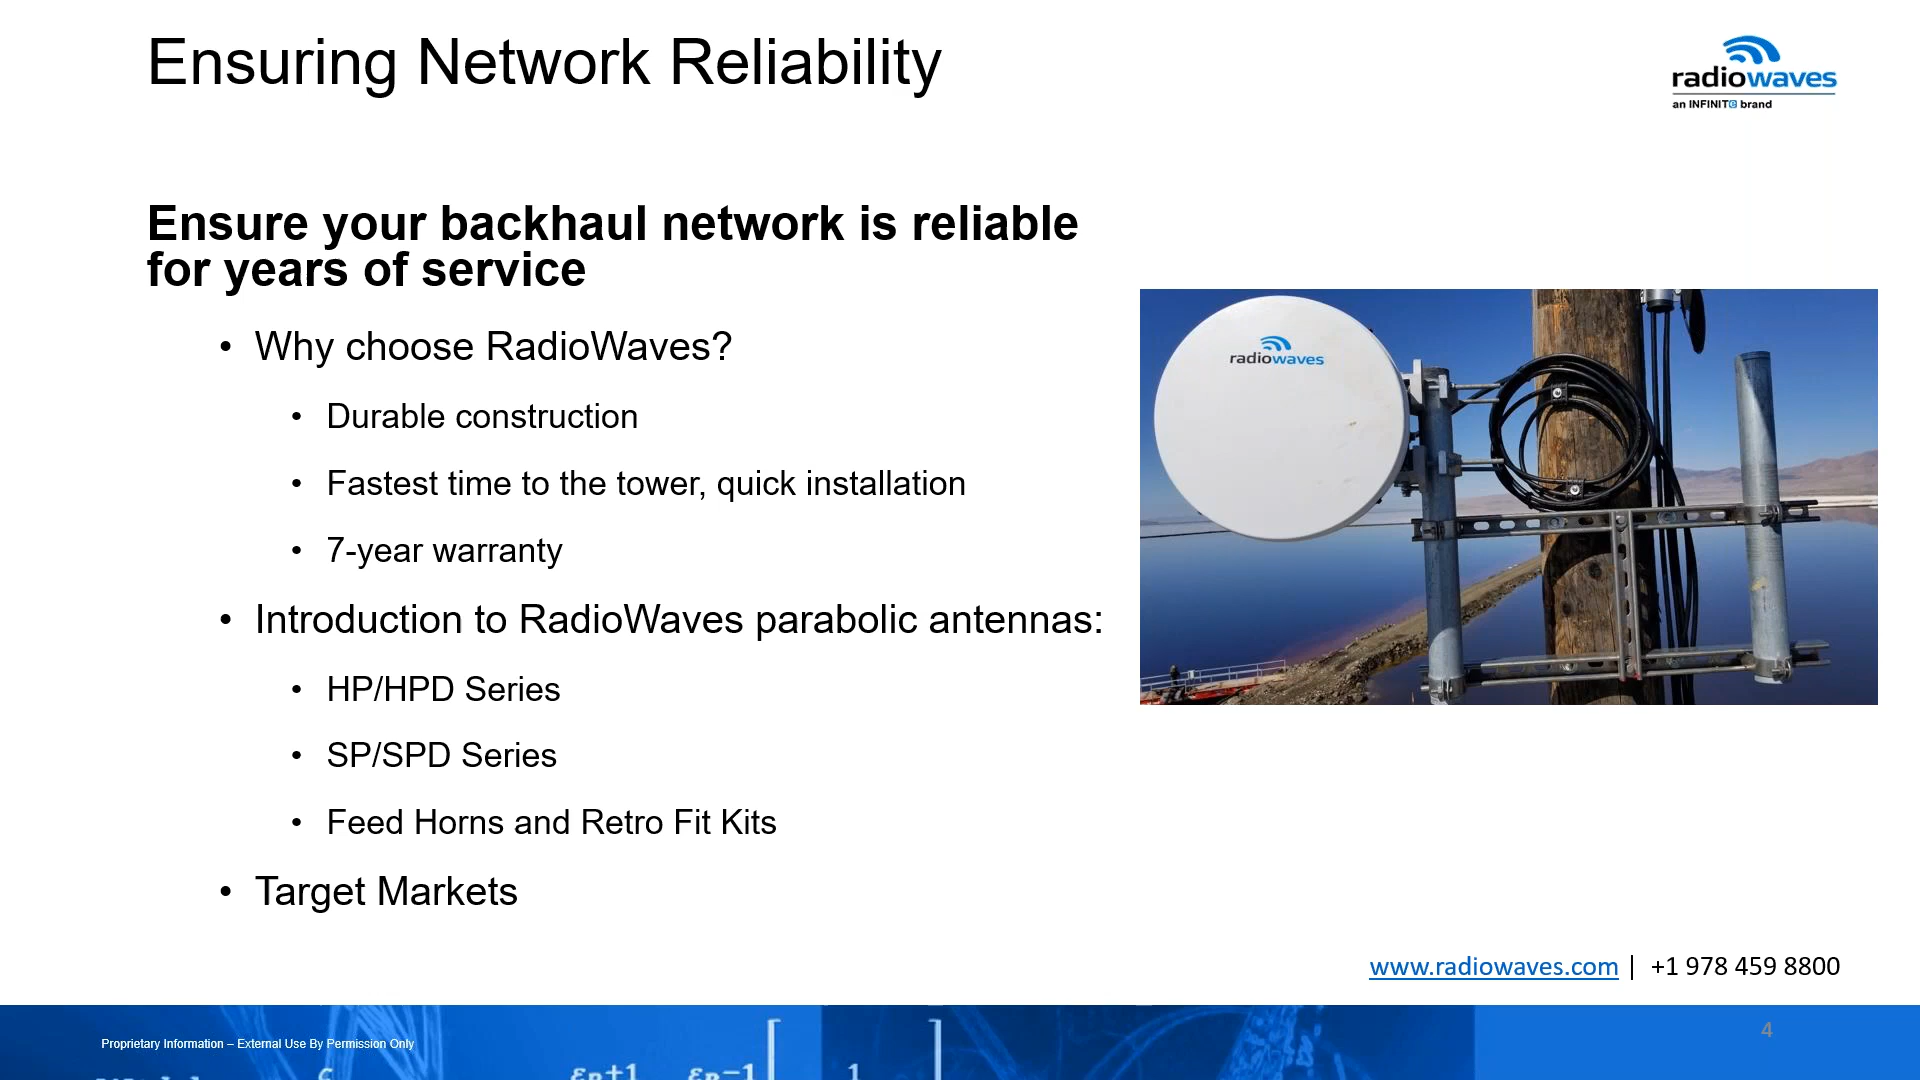 Ensuring Network Reliability
radiowaves
an INFINITe brand
Ensure your backhaul network is reliable
for years of service
• Why choose RadioWaves?
• Durable construction
• Fastest time to the tower, quick installation
• 7-year warranty
• Introduction to RadioWaves parabolic antennas:
• HP/HPD Series
• SP/SPD Series
• Feed Horns and Retro Fit Kits
• Target Markets
radiowaves
www.radiowaves.com | +1 978 459 8800
4
Proprietary Information – External Use By Permission Only